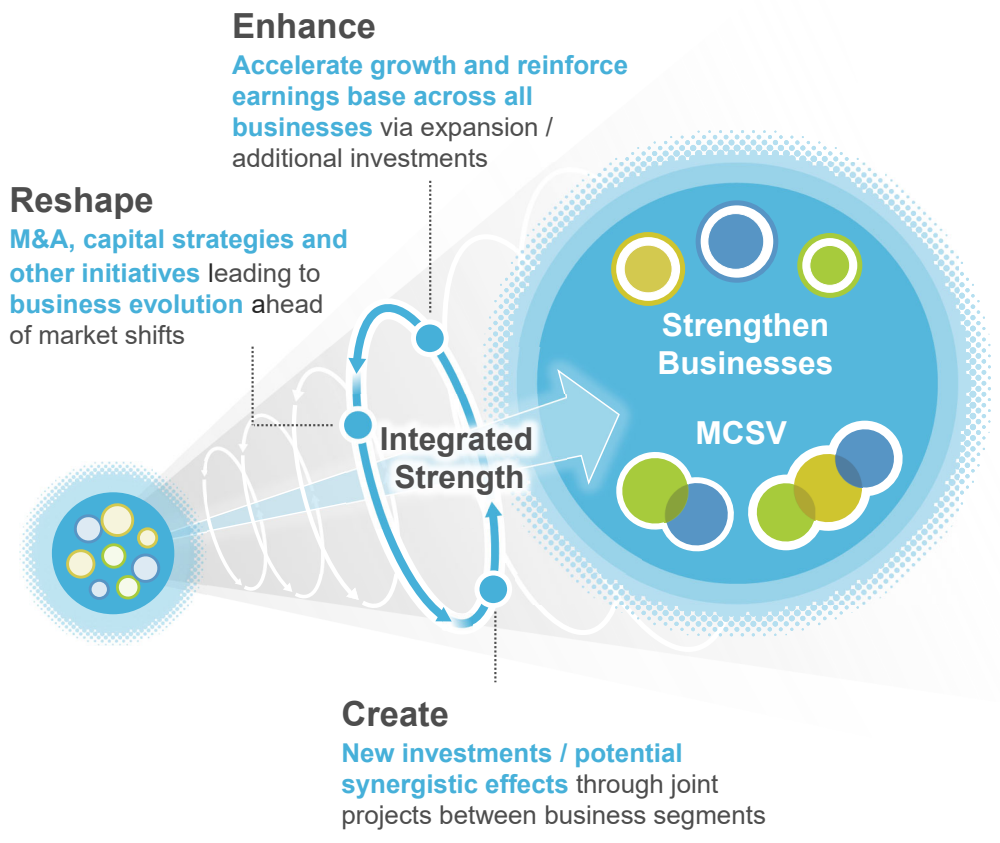 Enhance
Accelerate growth and reinforce
earnings base across all
businesses via expansion /
additional investments
Reshape
M&A, capital strategies and
other initiatives leading to
business evolution ahead
of market shifts
Integrated
Strength
Strengthen
Businesses
MCSV
Create
New investments / potential
synergistic effects through joint
projects between business segments